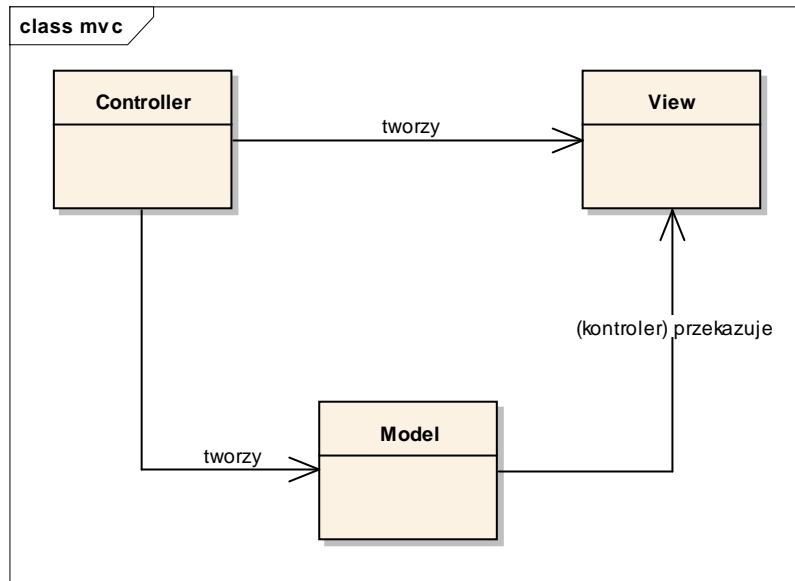 class mvc
Controller
View
tworzy
(kontroler) przekazuje
Model
tworzy